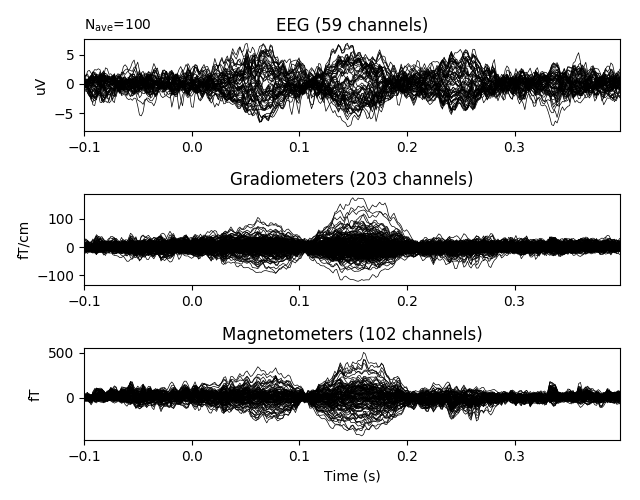 N_ave=100
EEG (59 channels)
5
0
−5
uV
−0.1 0.0 0.1 0.2 0.3
Gradiometers (203 channels)
100
0
−100
fT/cm
−0.1 0.0 0.1 0.2 0.3
Magnetometers (102 channels)
500
0
fT
−0.1 0.0 0.1 0.2 0.3
Time (s)